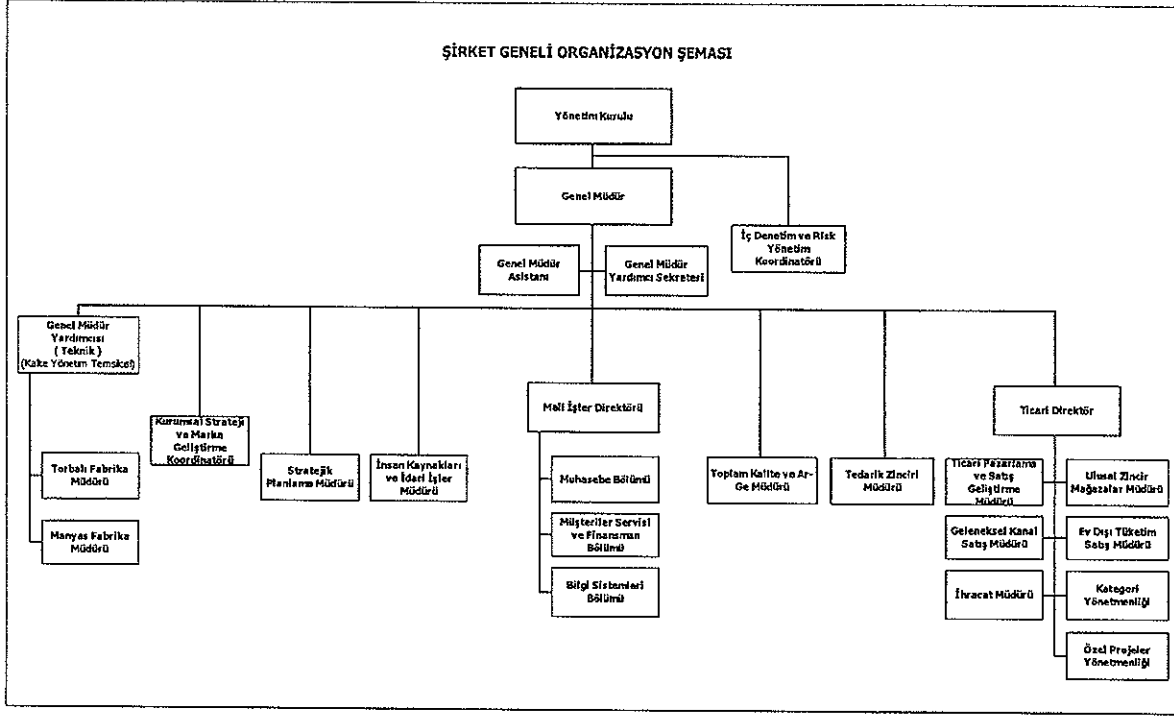 ŞİRKET GENELİ ORGANİZASYON ŞEMASI
Yönetim Kurulu
Genel Müdür
İç Denetim ve Risk
Yönetim
Koordinatörü
Genel Müdür
Asistanı
Genel Müdür
Yardımcı Sekretesi
Genel Müdür
Yardımcısı
( Teknik )
(Kalite Yönetim Temsilcisi)
Torbalı Fabrika
Müdürü
Manyas Fabrika
Müdürü
Kurumsal Strateji
ve Marka
Geliştirme
Koordinatörü
Stratejik
Planlama Müdürü
İnsan Kaynakları
ve İdari İşler
Müdürü
Mali İşler Direktörü
Muhasebe Bölümü
Müşteriler Servisi
ve Finansman
Bölümü
Bilgi Sistemleri
Bölümü
Toplam Kalite ve Ar-
Ge Müdürü
Tedarik Zinciri
Müdürü
Ticari Direktör
Ticari Pazarlama
ve Satış
Geliştirme
Müdürü
Ulusal Zincir
Mağazalar Müdürü
Geleneksel Kanal
Satış Müdürü
Ev Dışı Tüketim
Satış Müdürü
İhracat Müdürü
Kategori
Yönetmenliği
Özel Projeler
Yönetmenliği